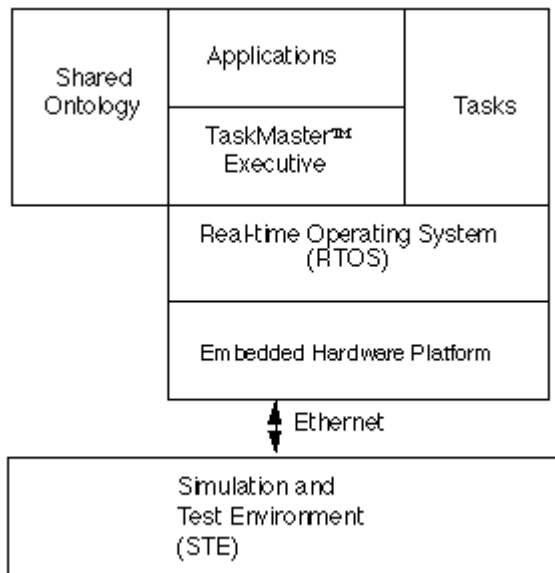 Shared
Ontology
Applications
Tasks
TaskMaster™
Executive
Real-time Operating System
(RTOS)
Embedded Hardware Platform
Ethernet
Simulation and
Test Environment
(STE)